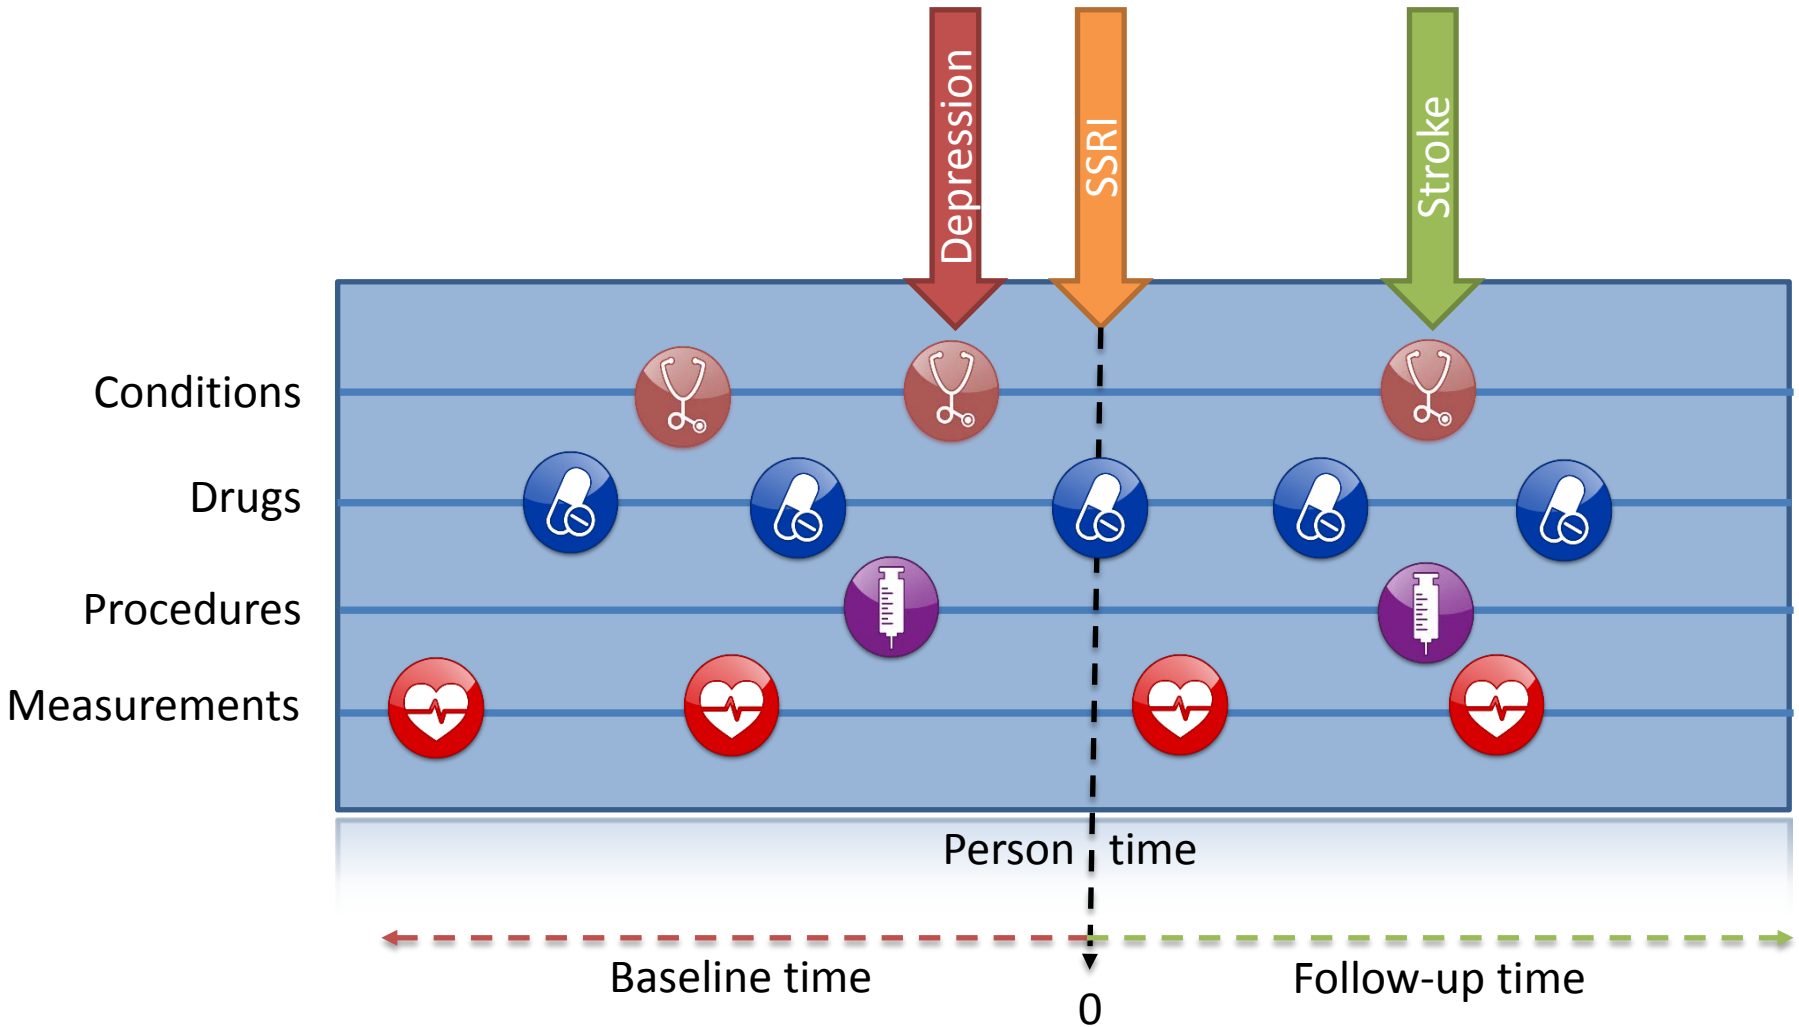 Depression
SSRI
Stroke
Conditions
Drugs
Procedures
Measurements
Person time
Baseline time
Follow-up time
0